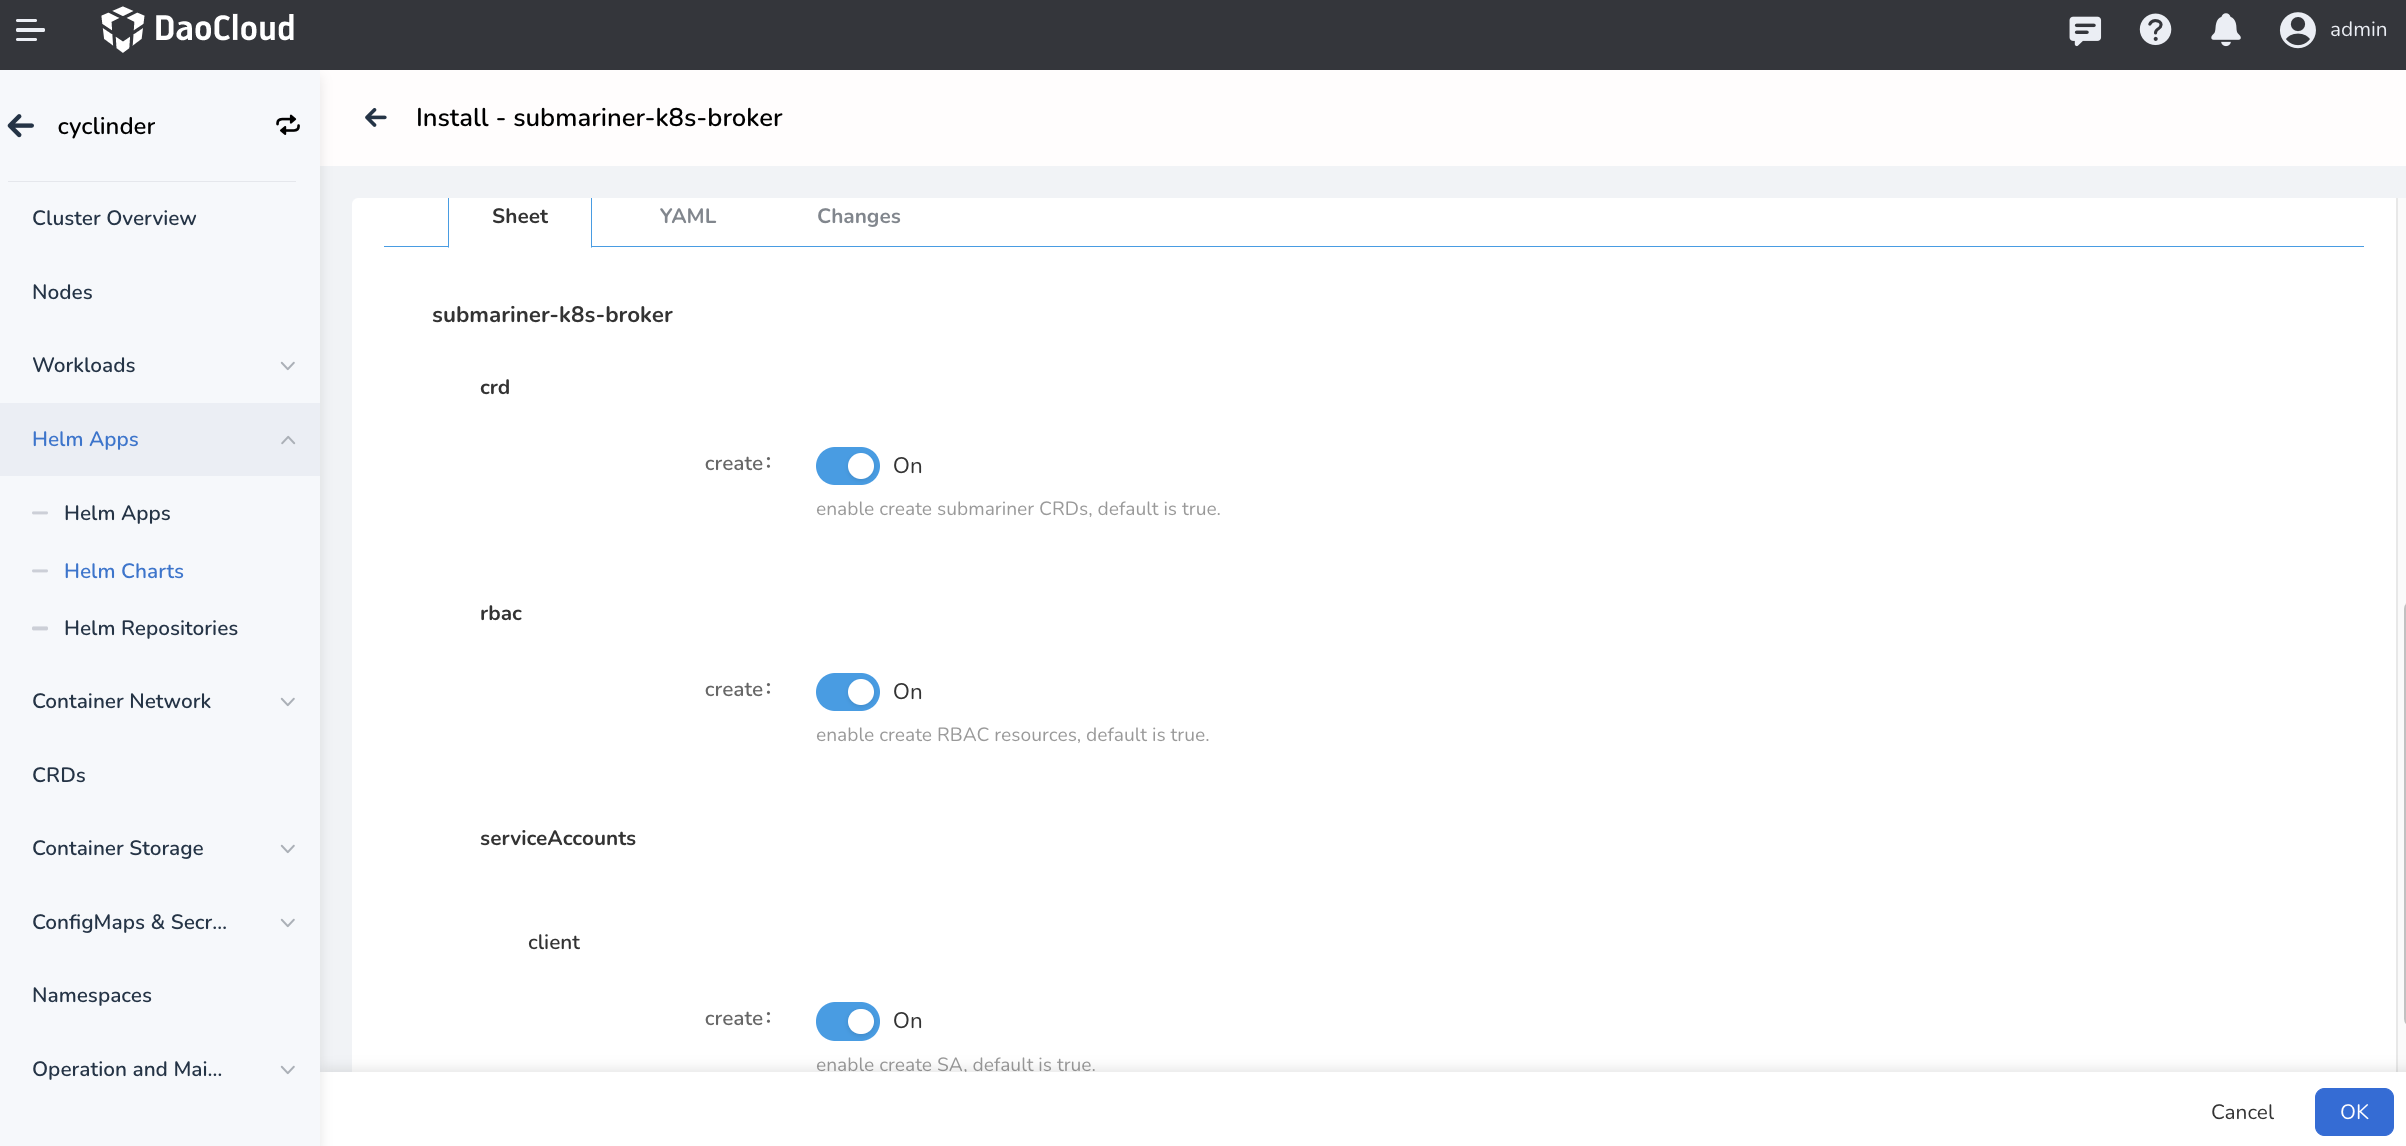 DaoCloud
admin
cyclinder
Cluster Overview
Nodes
Workloads
Helm Apps
Helm Apps
Helm Charts
Helm Repositories
Container Network
CRDs
Container Storage
ConfigMaps & Secr...
Namespaces
Operation and Mai...
Install - submariner-k8s-broker
Sheet YAML Changes
submariner-k8s-broker
crd
create: On
enable create submariner CRDs, default is true.
rbac
create: On
enable create RBAC resources, default is true.
serviceAccounts
client
create: On
enable create SA, default is true.
Cancel OK